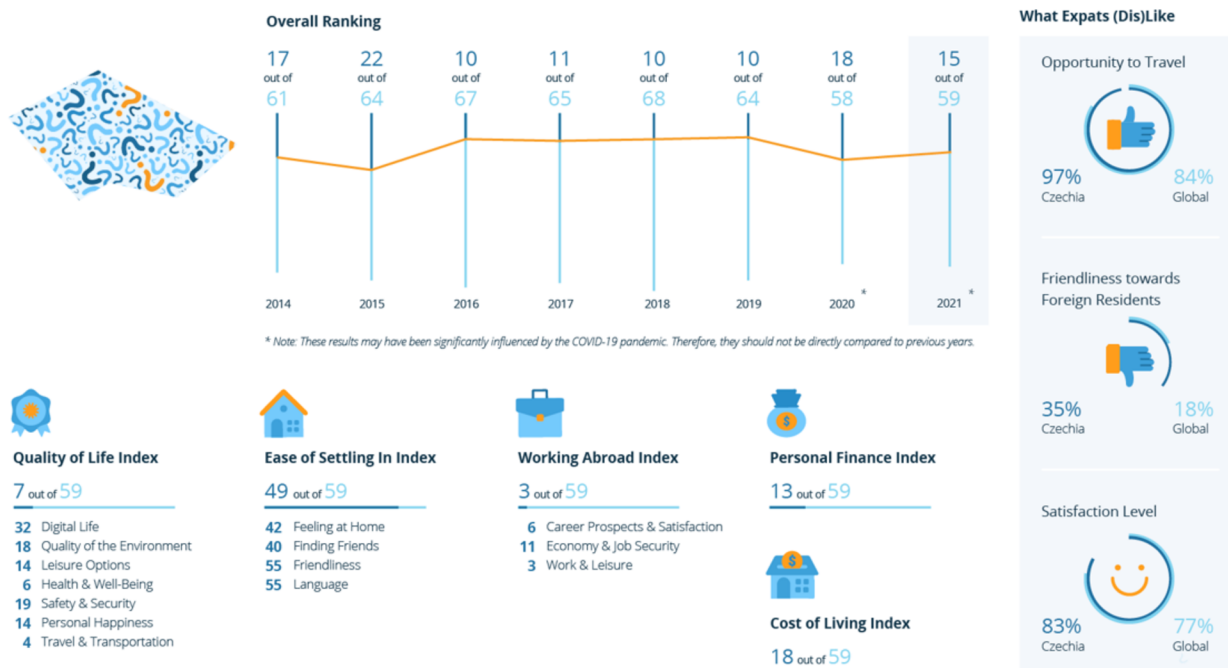 Overall Ranking
17 22 10 11 10 10 18 15
out of out of out of out of out of out of out of out of
61 64 67 65 68 64 58 59
2014 2015 2016 2017 2018 2019 2020 * 2021 *
* Note: These results may have been significantly influenced by the COVID-19 pandemic. Therefore, they should not be directly compared to previous years.
What Expats (Dis)Like
Opportunity to Travel
97% 84%
Czechia Global
Friendliness towards
Foreign Residents
35% 18%
Czechia Global
Satisfaction Level
83% 77%
Czechia Global
Quality of Life Index
7 out of 59
32 Digital Life
18 Quality of the Environment
14 Leisure Options
6 Health & Well-Being
19 Safety & Security
14 Personal Happiness
4 Travel & Transportation
Ease of Settling In Index
49 out of 59
42 Feeling at Home
40 Finding Friends
55 Friendliness
55 Language
Working Abroad Index
3 out of 59
6 Career Prospects & Satisfaction
11 Economy & Job Security
3 Work & Leisure
$
Personal Finance Index
13 out of 59
$
Cost of Living Index
18 out of 59